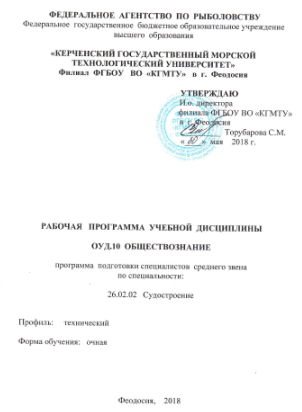 ФЕДЕРАЛЬНОЕ АГЕНТСТВО ПО РЫБОЛОВСТВУ
Федеральное государственное бюджетное образовательное учреждение
высшего образования
«КЕРЧЕНСКИЙ ГОСУДАРСТВЕННЫЙ МОРСКОЙ
ТЕХНОЛОГИЧЕСКИЙ УНИВЕРСИТЕТ»
Филиал ФГБОУ ВО «КГМТУ» в г. Феодосия
УТВЕРЖДАЮ
И.о. директора
филиала ФГБОУ ВО «КГМТУ»
в г. Феодосия
Торубарова С.М.
мая 2018 г.
РАБОЧАЯ ПРОГРАММА УЧЕБНОЙ ДИСЦИПЛИНЫ
ОУД.10 ОБЩЕСТВОЗНАНИЕ
программа подготовки специалистов среднего звена
по специальности:
26.02.02 Судостроение
Профиль: технический
Форма обучения: очная
Феодосия, 2018